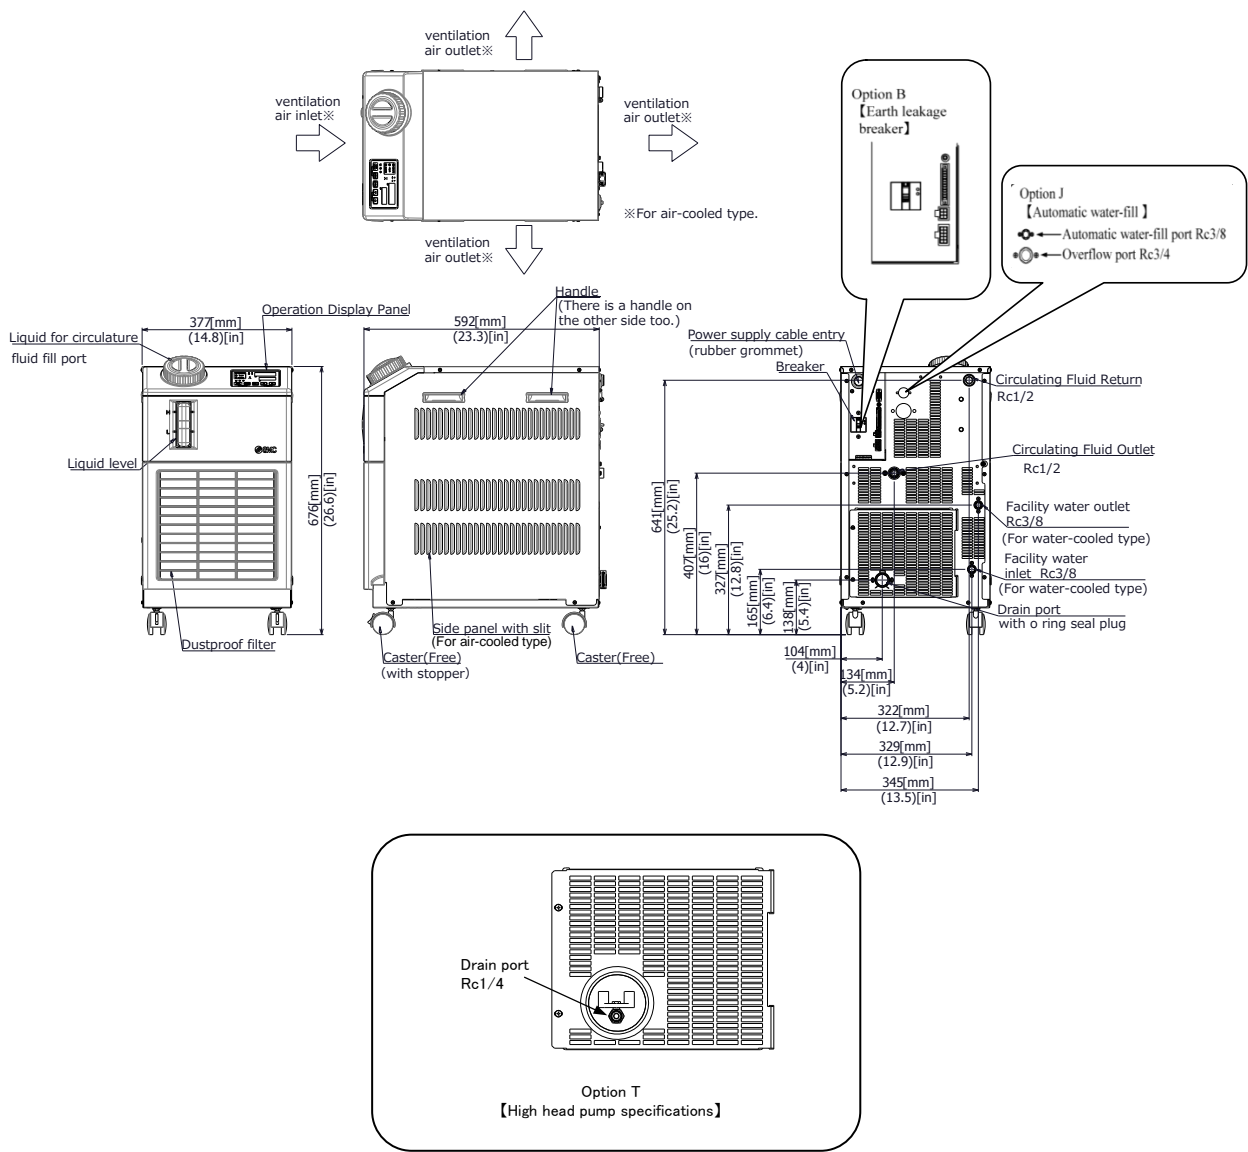 ventilation
air outlet※
ventilation
air inlet※
ventilation
air outlet※
※For air-cooled type.
ventilation
air outlet※
Option B
【Earth leakage
breaker】
Option J
【Automatic water-fill 】
Automatic water-fill port Rc3/8
Overflow port Rc3/4
Liquid for circulature
fluid fill port
377[mm]
(14.8)[in]
Operation Display Panel
H
L
SMC
Liquid level
676[mm]
(26.6)[in]
Dustproof filter
592[mm]
(23.3)[in]
Handle
(There is a handle on
the other side too.)
Side panel with slit
(For air-cooled type)
Caster(Free)
(with stopper)
Caster(Free)
Power supply cable entry
(rubber grommet)
Breaker
Circulating Fluid Return
Rc1/2
Circulating Fluid Outlet
Rc1/2
Facility water outlet
Rc3/8
(For water-cooled type)
Facility water
inlet Rc3/8
(For water-cooled type)
Drain port
with o ring seal plug
641[mm]
(25.2)[in]
407[mm]
(16)[in]
327[mm]
(12.8)[in]
165[mm]
(6.4)[in]
138[mm]
(5.4)[in]
104[mm]
(4)[in]
134[mm]
(5.2)[in]
322[mm]
(12.7)[in]
329[mm]
(12.9)[in]
345[mm]
(13.5)[in]
Drain port
Rc1/4
Option T
【High head pump specifications】